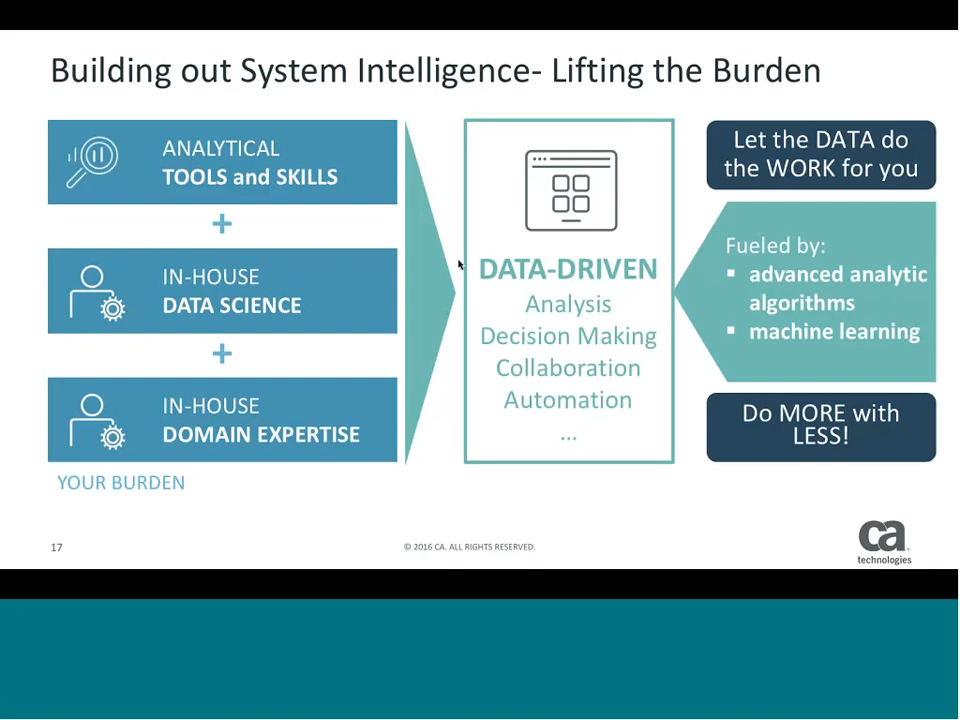 Building out System Intelligence- Lifting the Burden
ANALYTICAL
TOOLS and SKILLS
+
IN-HOUSE
DATA SCIENCE
+
IN-HOUSE
DOMAIN EXPERTISE
YOUR BURDEN
DATA-DRIVEN
Analysis
Decision Making
Collaboration
Automation
...
Let the DATA do
the WORK for you
Fueled by:
▪ advanced analytic
algorithms
▪ machine learning
Do MORE with
LESS!
17
© 2016 CA. ALL RIGHTS RESERVED.
ca
technologies